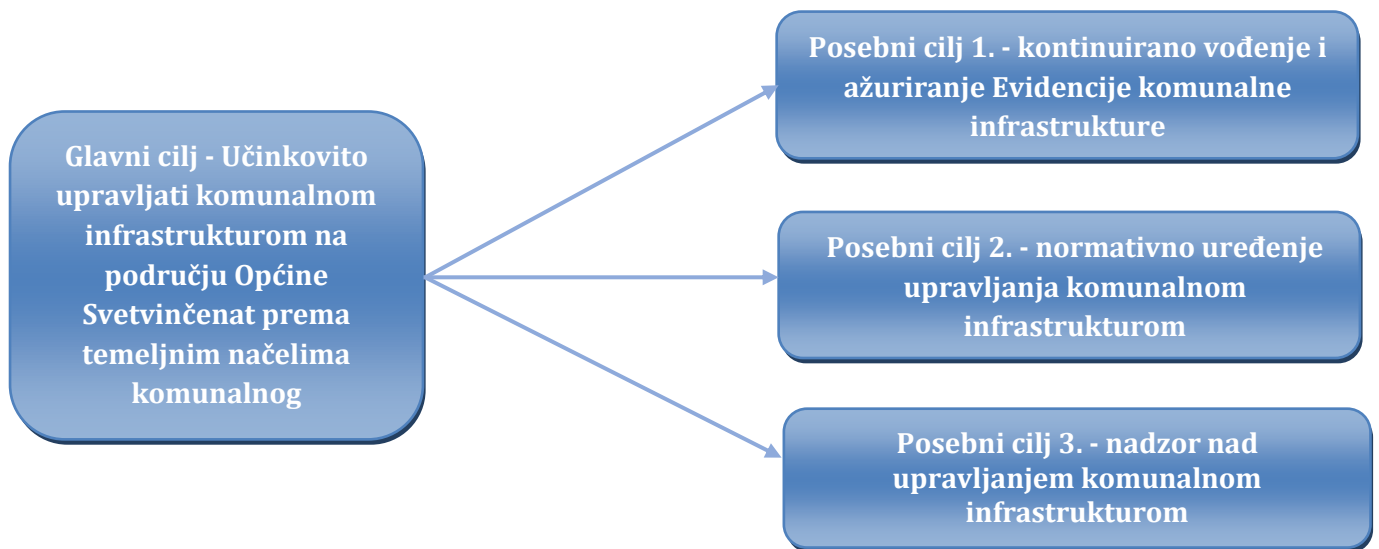 Glavni cilj - Učinkovito
upravljati komunalnom
infrastrukturom na
području Općine
Svetvinčenat prema
temeljnim načelima
komunalnog
Posebni cilj 1. - kontinuirano vođenje i
ažuriranje Evidencije komunalne
infrastrukture
Posebni cilj 2. - normativno uređenje
upravljanja komunalnom
infrastrukturom
Posebni cilj 3. - nadzor nad
upravljanjem komunalnom
infrastrukturom